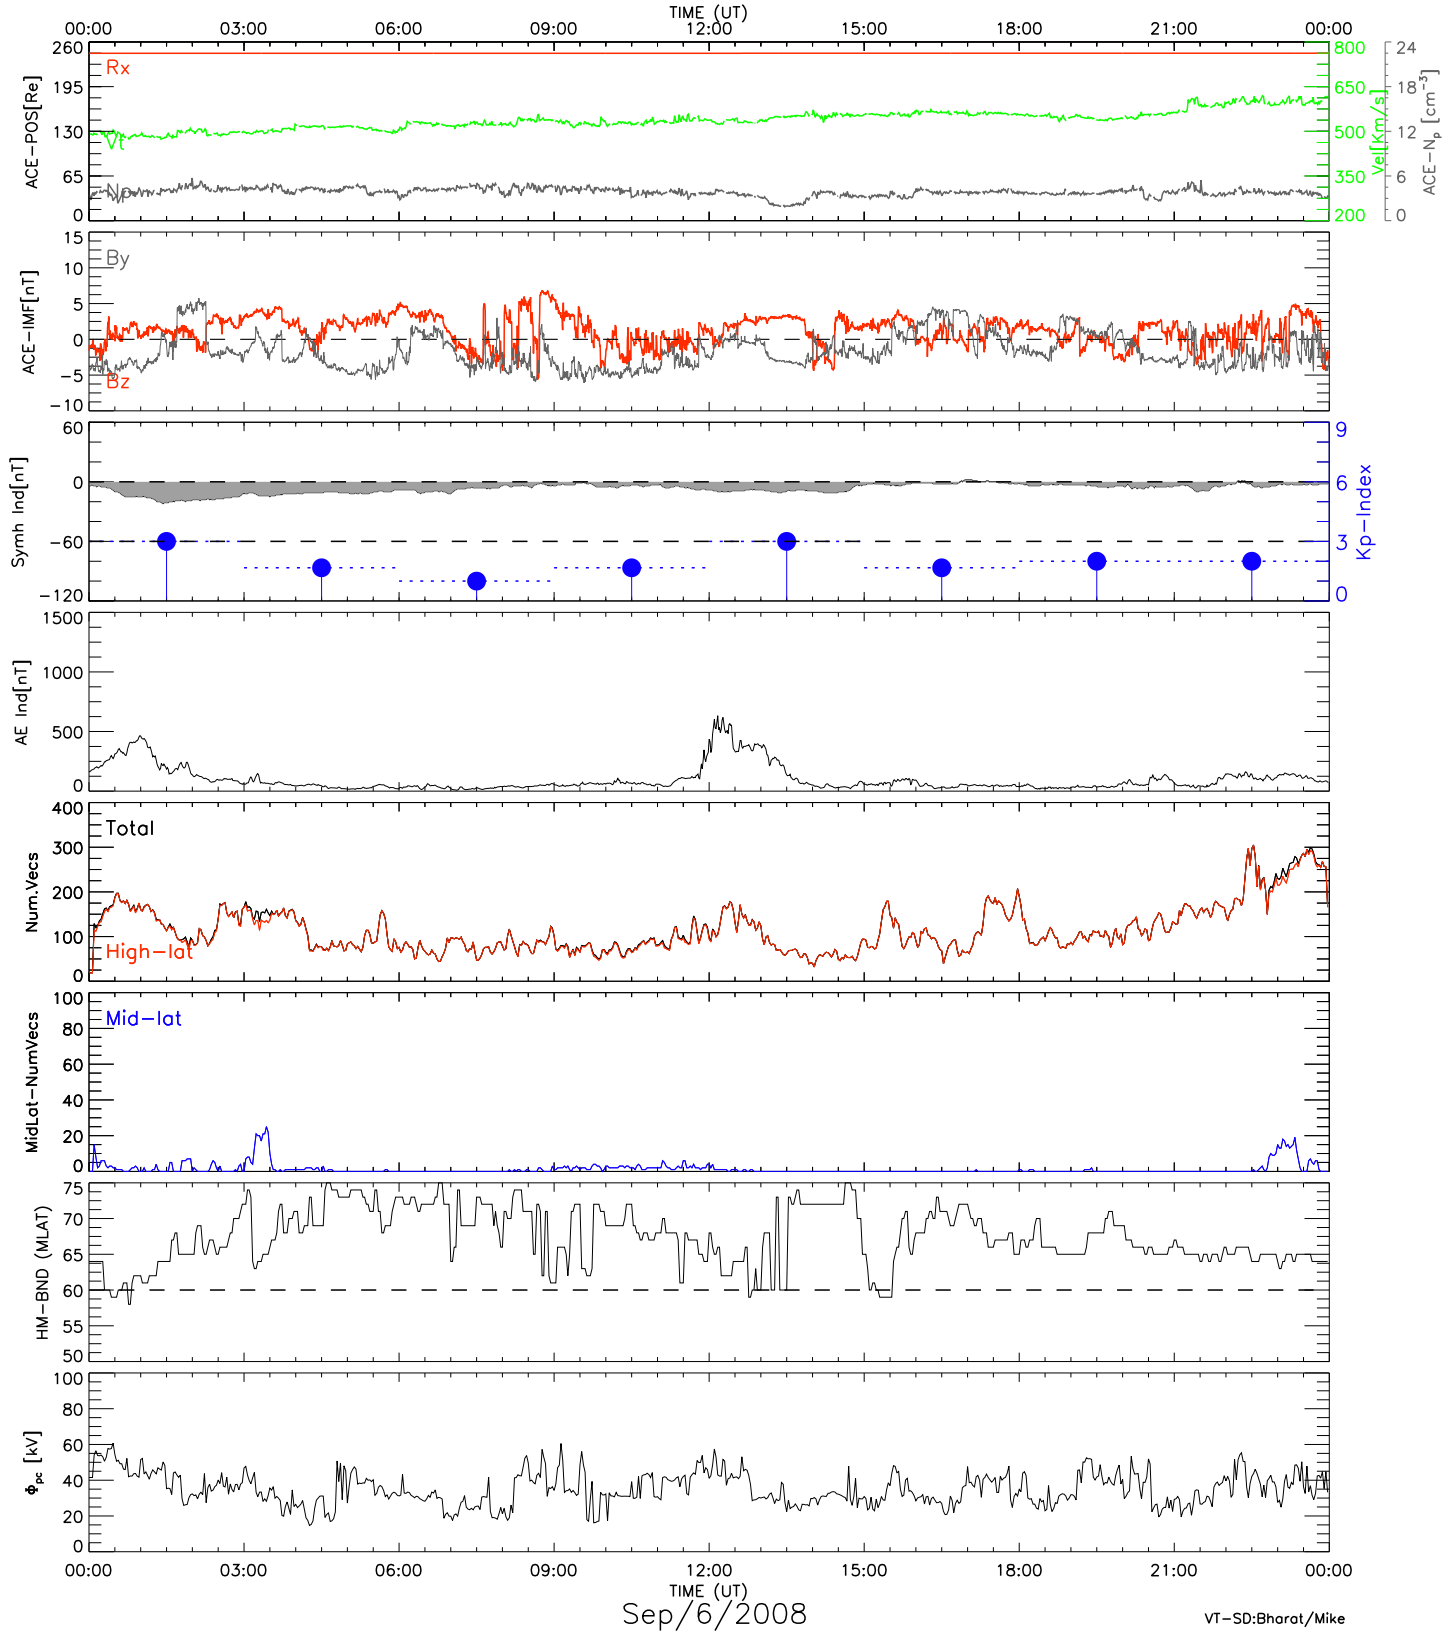 TIME (UT)
00:00 03:00 06:00 09:00 12:00 15:00 18:00 21:00 00:00
260 195 130 65 0
ACE-POS[Re]
Rx
Vt
Np
800 650 500 350 200
Vel[Km/s]
24 18 12 6 0
ACE-Np [cm-3]
15 10 5 0 -5 -10
ACE-IMF[nT]
By
Bz
60 0 -60 -120
Symh Ind[nT]
9 6 3 0
Kp-Index
1500 1000 500 0
AE Ind[nT]
400 300 200 100 0
Num.Vecs
Total
High-lat
100 80 60 40 20 0
MidLat-NumVecs
Mid-lat
75 70 65 60 55 50
HM-BND (MLAT)
100 80 60 40 20 0
Φpc [kV]
00:00 03:00 06:00 09:00 12:00 15:00 18:00 21:00 00:00
TIME (UT)
Sep/6/2008
VT-SD:Bharat/Mike